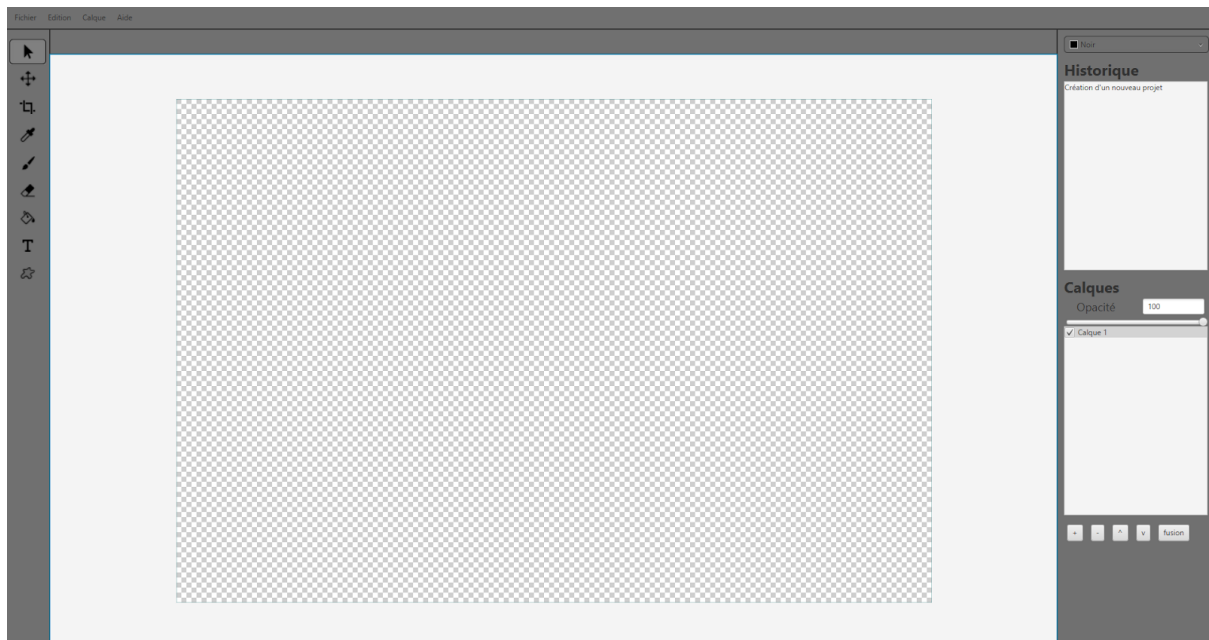 Fichier Edition Calque Aide
Noir
Historique
Création d'un nouveau projet
T
Calques
Opacité 100
Calque 1
+ - ^ v fusion